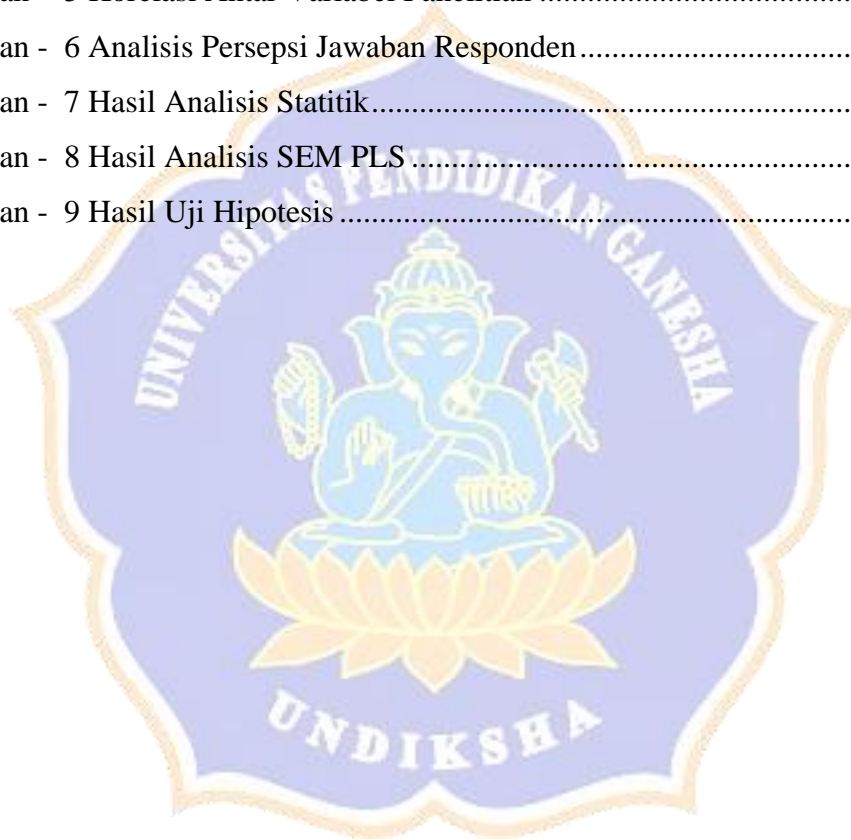 an - 6 Analisis Persepsi Jawaban Responden
an - 7 Hasil Analisis Statitik
an - 8 Hasil Analisis SEM PLS
an - 9 Hasil Uji Hipotesis
UNIVERSITAS PENDIDIKAN GANESHA
UNDIKSHA